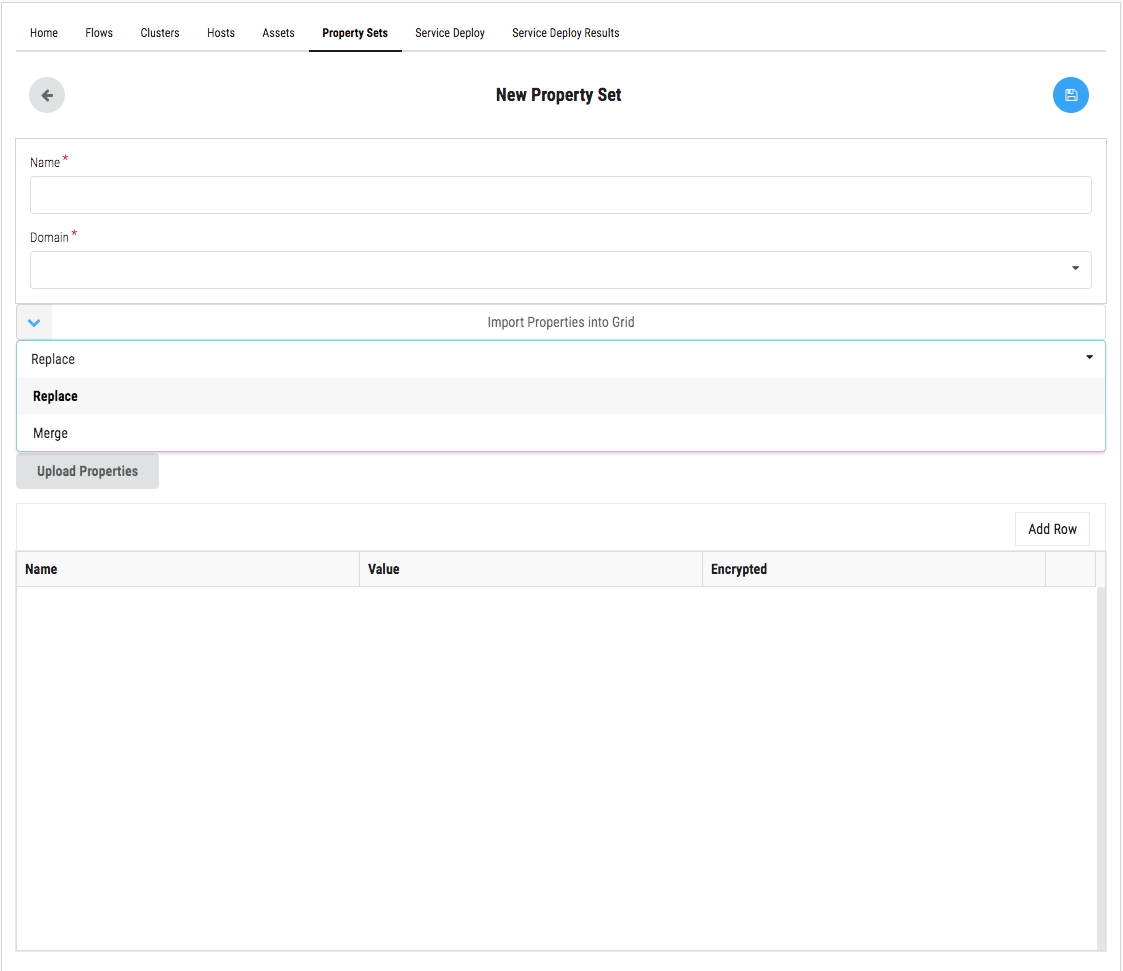 Home Flows Clusters Hosts Assets Property Sets Service Deploy Service Deploy Results
New Property Set
Name *
Domain *
Import Properties into Grid
Replace
Replace
Merge
Upload Properties
Add Row
Name Value Encrypted